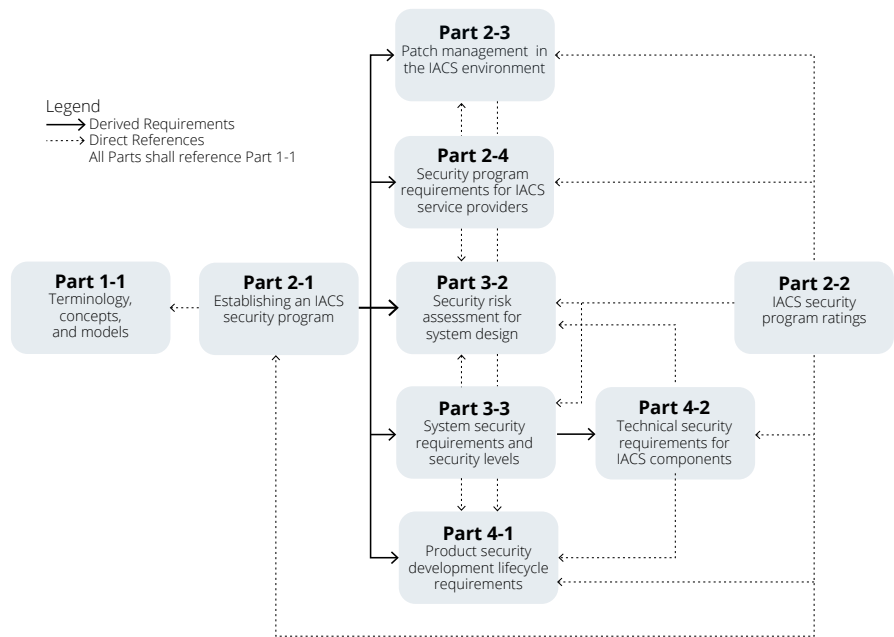 Part 2-3
Patch management in
the IACS environment
Legend
Derived Requirements
Direct References
All Parts shall reference Part 1-1
Part 2-4
Security program
requirements for IACS
service providers
Part 1-1
Terminology,
concepts,
and models
Part 2-1
Establishing an IACS
security program
Part 3-2
Security risk
assessment for
system design
Part 2-2
IACS security
program ratings
Part 3-3
System security
requirements and
security levels
Part 4-2
Technical security
requirements for
IACS components
Part 4-1
Product security
development lifecycle
requirements